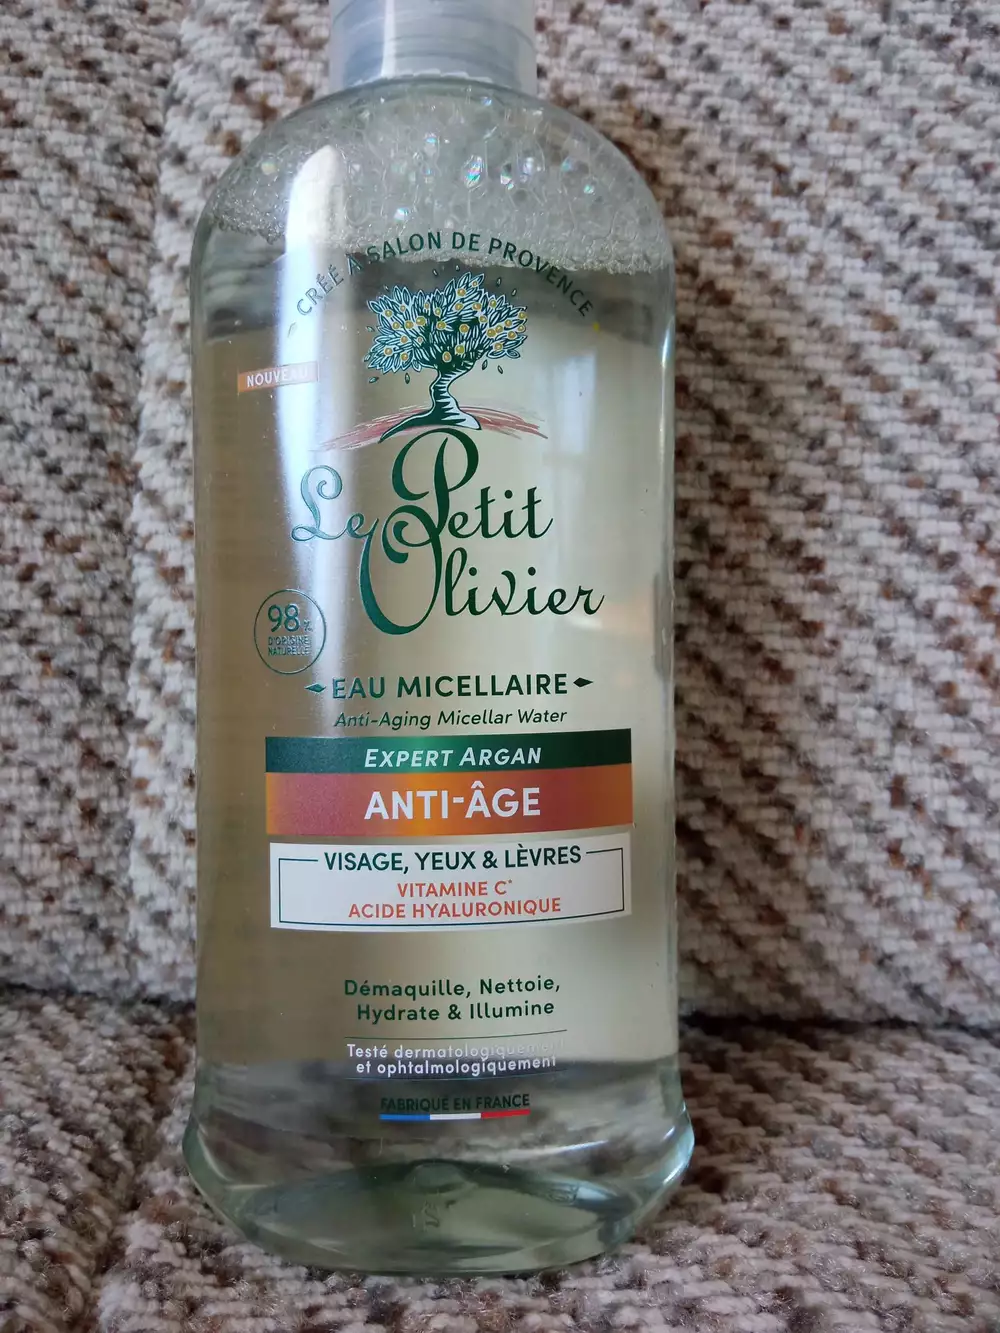 CRÉÉ À SALON DE PROVENCE
NOUVEAU
Le Petit
Olivier
98%
D'ORIGINE
NATURELLE
EAU MICELLAIRE
Anti-Aging Micellar Water
EXPERT ARGAN
ANTI-ÂGE
VISAGE, YEUX & LÈVRES
VITAMINE C*
ACIDE HYALURONIQUE
Démaquille, Nettoie,
Hydrate & Illumine
Testé dermatologiquement
et ophtalmologiquement
FABRIQUÉ EN FRANCE